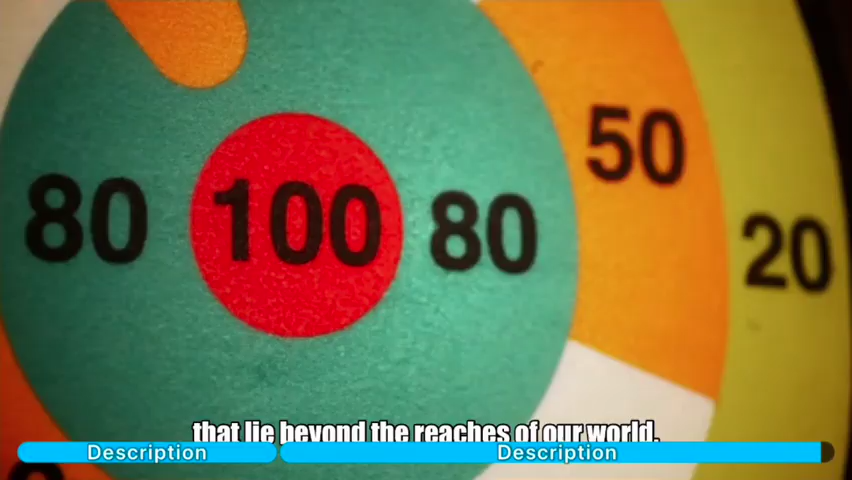 50
80 100 80 20
that lie beyond the reaches of our world.
Description Description